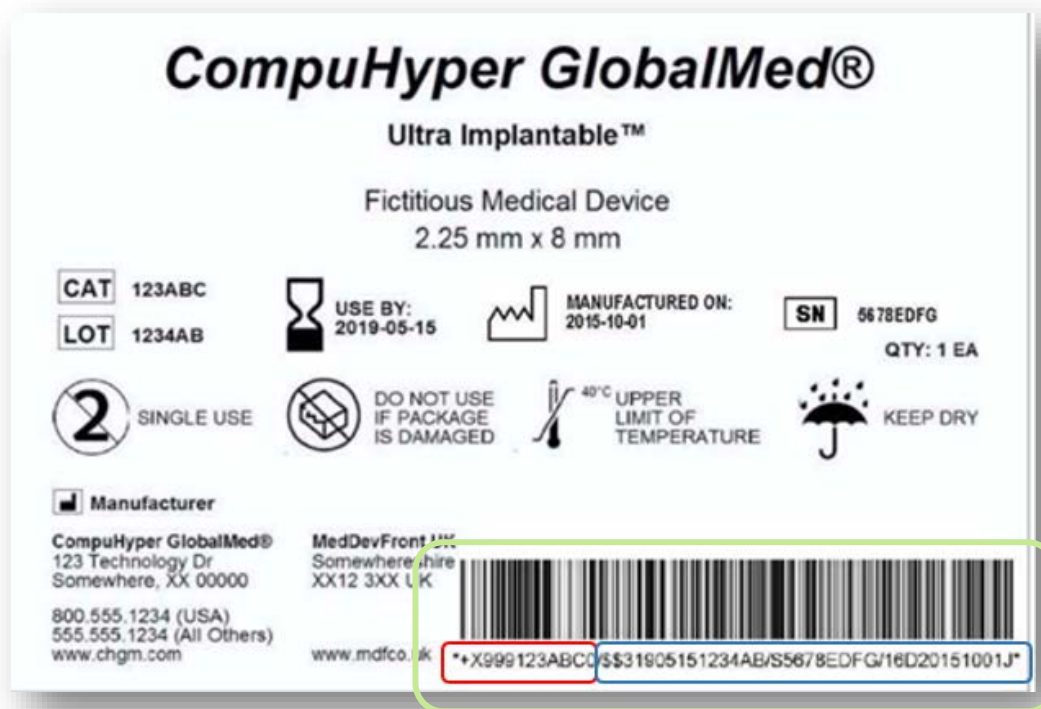 CompuHyper GlobalMed®
Ultra Implantable™
Fictitious Medical Device
2.25 mm x 8 mm
CAT 123ABC
LOT 1234AB
USE BY:
2019-05-15
MANUFACTURED ON:
2015-10-01
SN 5678EDFG
QTY: 1 EA
2 SINGLE USE
DO NOT USE
IF PACKAGE
IS DAMAGED
40°C UPPER
LIMIT OF
TEMPERATURE
KEEP DRY
Manufacturer
CompuHyper GlobalMed®
123 Technology Dr
Somewhere, XX 00000
800.555.1234 (USA)
555.555.1234 (All Others)
www.chgm.com
MedDevFront UK
Somewhereshire
XX12 3XX UK
www.mdfco.uk
*+X999123ABC0/$$31905151234AB/S5678EDFG/16D20151001J*